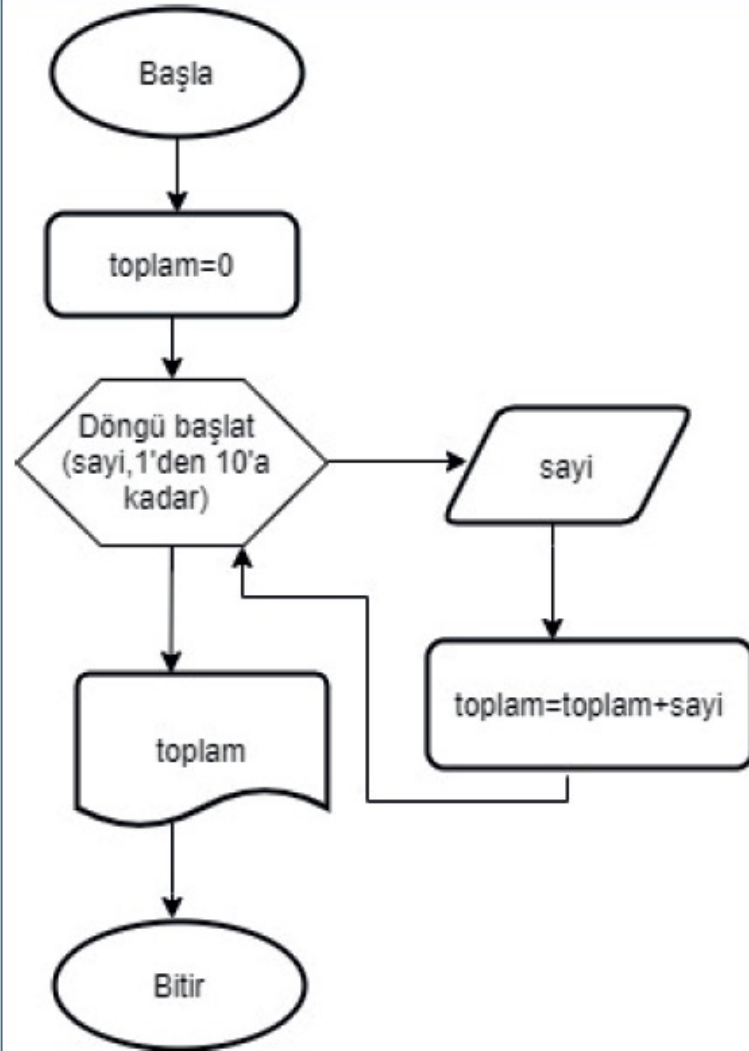 Başla
toplam=0
Döngü başlat
(sayi,1'den 10'a
kadar)
sayi
toplam=toplam+sayi
toplam
Bitir